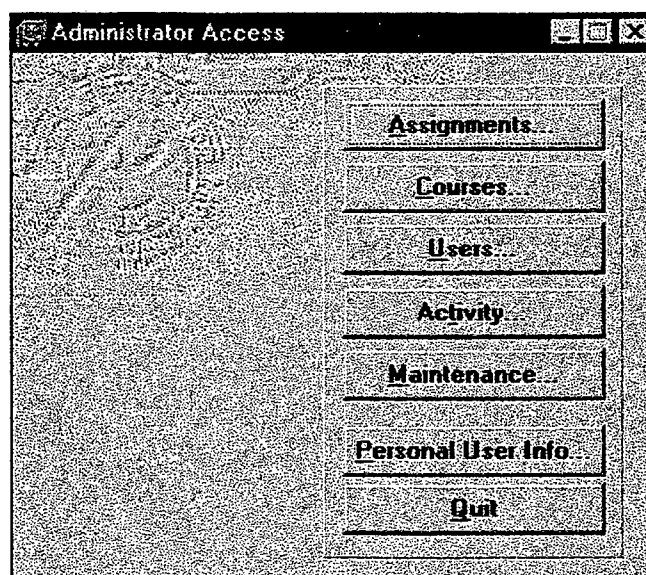 Administrator Access
Assignments...
Courses...
Users...
Activity...
Maintenance...
Personal User Info...
Quit